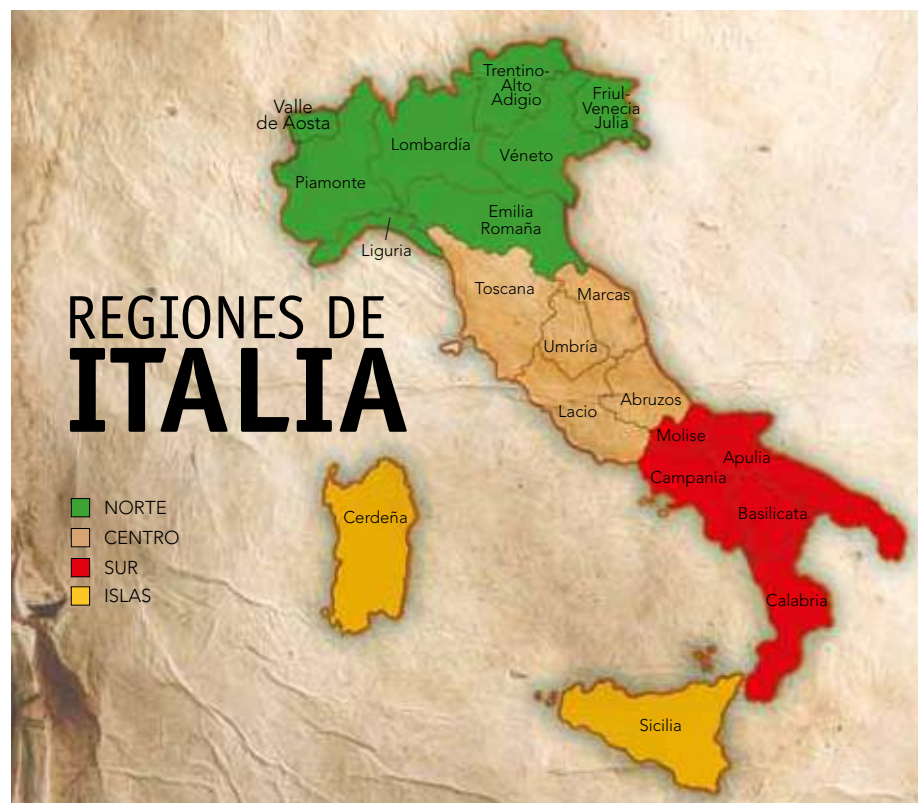 Trentino-
Alto
Adigio
Friul-
Venecia
Julia
Valle
de Aosta
Lombardía
Véneto
Piamonte
Emilia
Romaña
Liguria
Toscana
Marcas
REGIONES DE
ITALIA
Umbría
Abruzos
Lacio
Molise
Apulia
Campania
Basilicata
Cerdeña
NORTE
CENTRO
SUR
ISLAS
Calabria
Sicilia